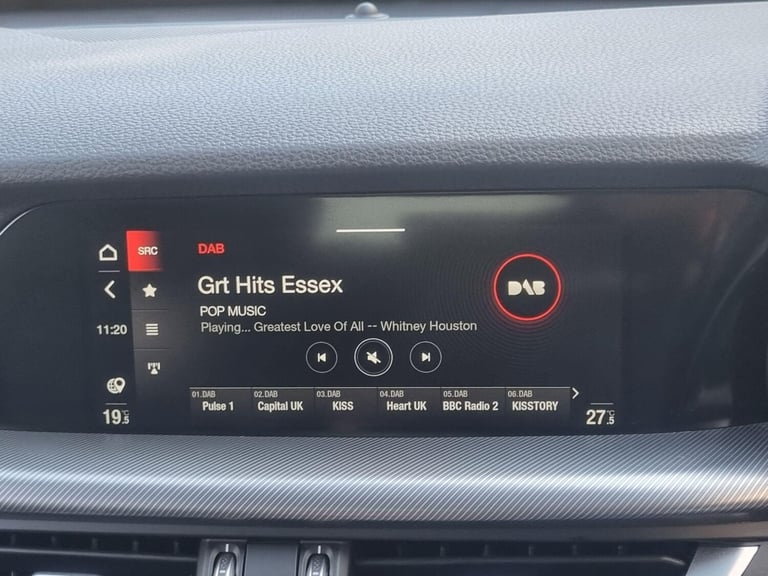 SRC
DAB
Grt Hits Essex
POP MUSIC
Playing... Greatest Love Of All -- Whitney Houston
DAB
11:20
01.DAB
Pulse 1
02.DAB
Capital UK
03.DAB
KISS
04.DAB
Heart UK
05.DAB
BBC Radio 2
06.DAB
KISSTORY
19.5°C
27.5°C